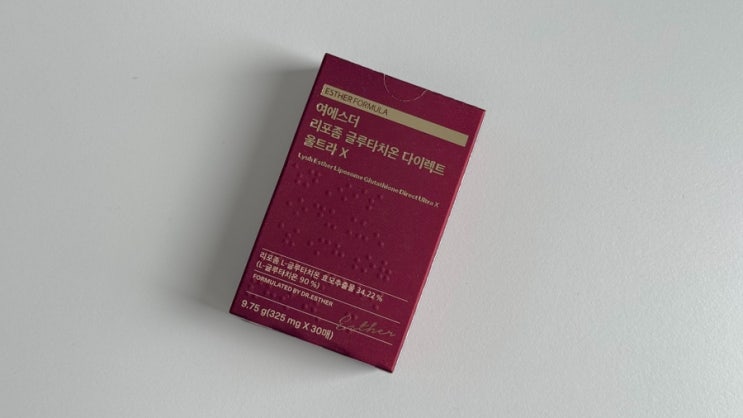 ESTHER FORMULA
여에스더
리포좀 글루타치온 다이렉트
울트라 X
Lyuh Esther Liposome Glutathione Direct Ultra X
리포좀 L-글루타치온 효모추출물 34.22 %
(L-글루타치온 90 %)
FORMULATED BY DR.ESTHER
9.75 g(325 mg X 30매)
Esther